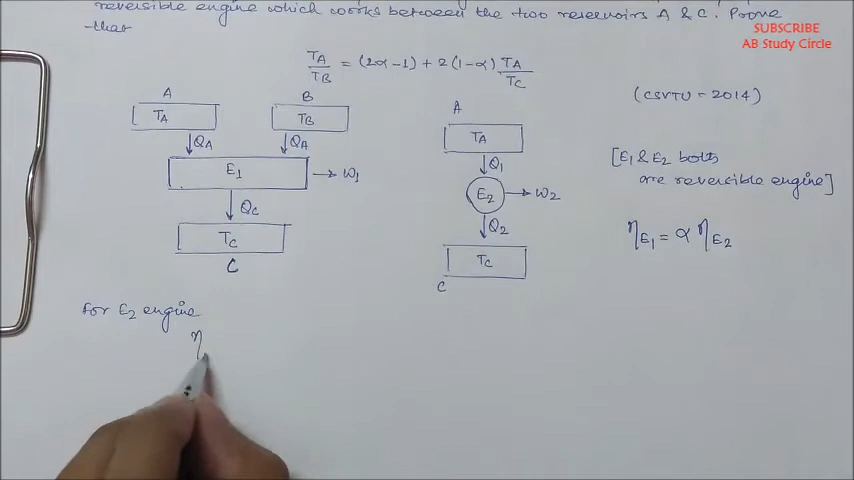 reversible engine which works between the two reservoirs A & C. Prove
that
SUBSCRIBE
AB Study Circle
TA/TB = (2α-1) + 2(1-α) TA/TC
(CSVTU - 2014)
A
B
A
TA
TB
TA
QA
QA
Q1
[E1 & E2 both
are reversible engine]
E1
W1
E2
W2
QC
Q2
ηE1 = α ηE2
TC
TC
C
C
For E2 engine
η